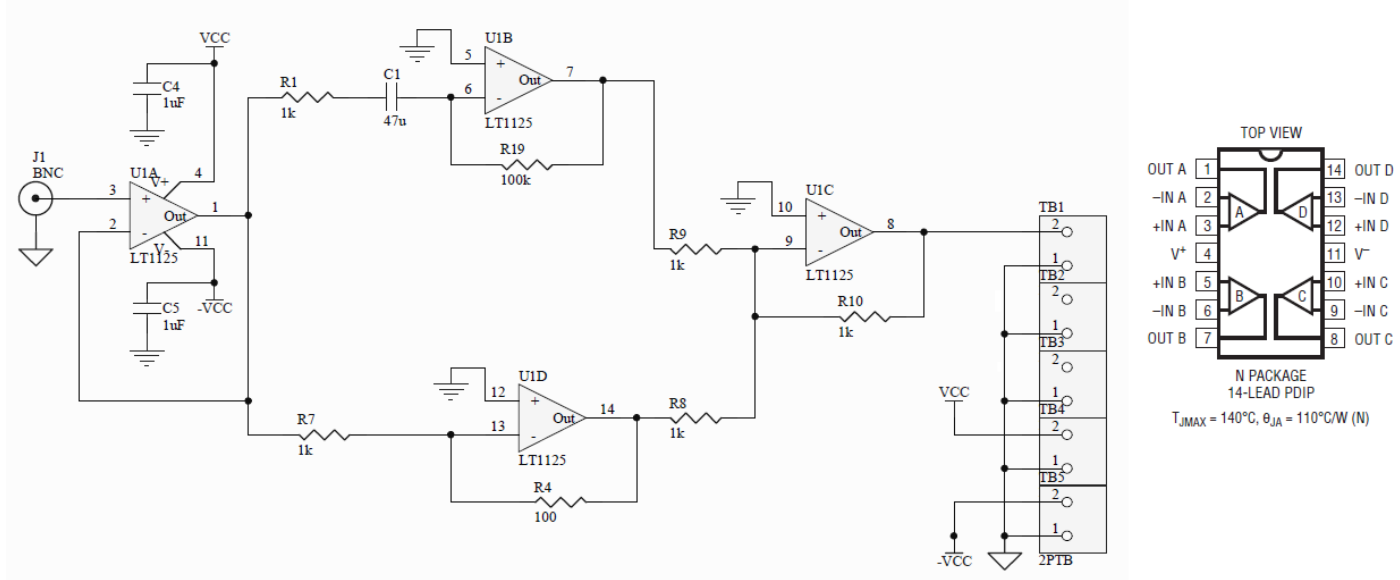 VCC
C4
1uF
J1
BNC
U1A
V+
4
3
+
Out
1
2
-
V-
11
LT1125
C5
1uF
-VCC
R1
1k
C1
47u
U1B
5
+
Out
7
6
-
LT1125
R19
100k
R7
1k
U1D
12
+
Out
14
13
-
LT1125
R4
100
R9
1k
R8
1k
U1C
10
+
Out
8
9
-
LT1125
R10
1k
TB1
2
1
TB2
2
1
TB3
2
1
TB4
VCC
2
1
TB5
2
1
-VCC
2PTB
TOP VIEW
OUT A 1 14 OUT D
–IN A 2 13 –IN D
A D
+IN A 3 12 +IN D
V+ 4 11 V–
+IN B 5 10 +IN C
B C
–IN B 6 9 –IN C
OUT B 7 8 OUT C
N PACKAGE
14-LEAD PDIP
TJMAX = 140°C, θJA = 110°C/W (N)